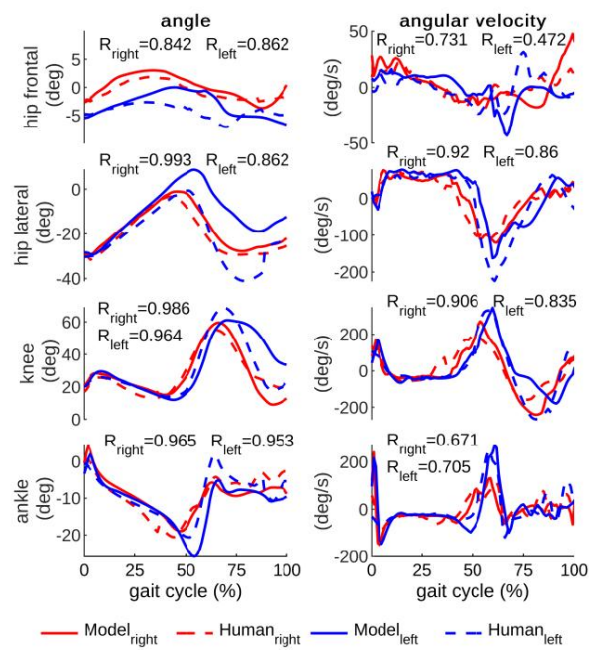 angle
angular velocity
R_right=0.842 R_left=0.862
hip frontal
(deg)
5
0
-5
R_right=0.731 R_left=0.472
(deg/s)
50
0
-50
R_right=0.993 R_left=0.862
hip lateral
(deg)
0
-20
-40
R_right=0.92 R_left=0.86
(deg/s)
0
-100
-200
R_right=0.986
R_left=0.964
knee
(deg)
60
40
20
0
R_right=0.906 R_left=0.835
(deg/s)
200
0
-200
R_right=0.965 R_left=0.953
ankle
(deg)
0
-10
-20
0 25 50 75 100
gait cycle (%)
R_right=0.671
R_left=0.705
(deg/s)
200
0
-200
0 25 50 75 100
gait cycle (%)
Model_right Human_right Model_left Human_left